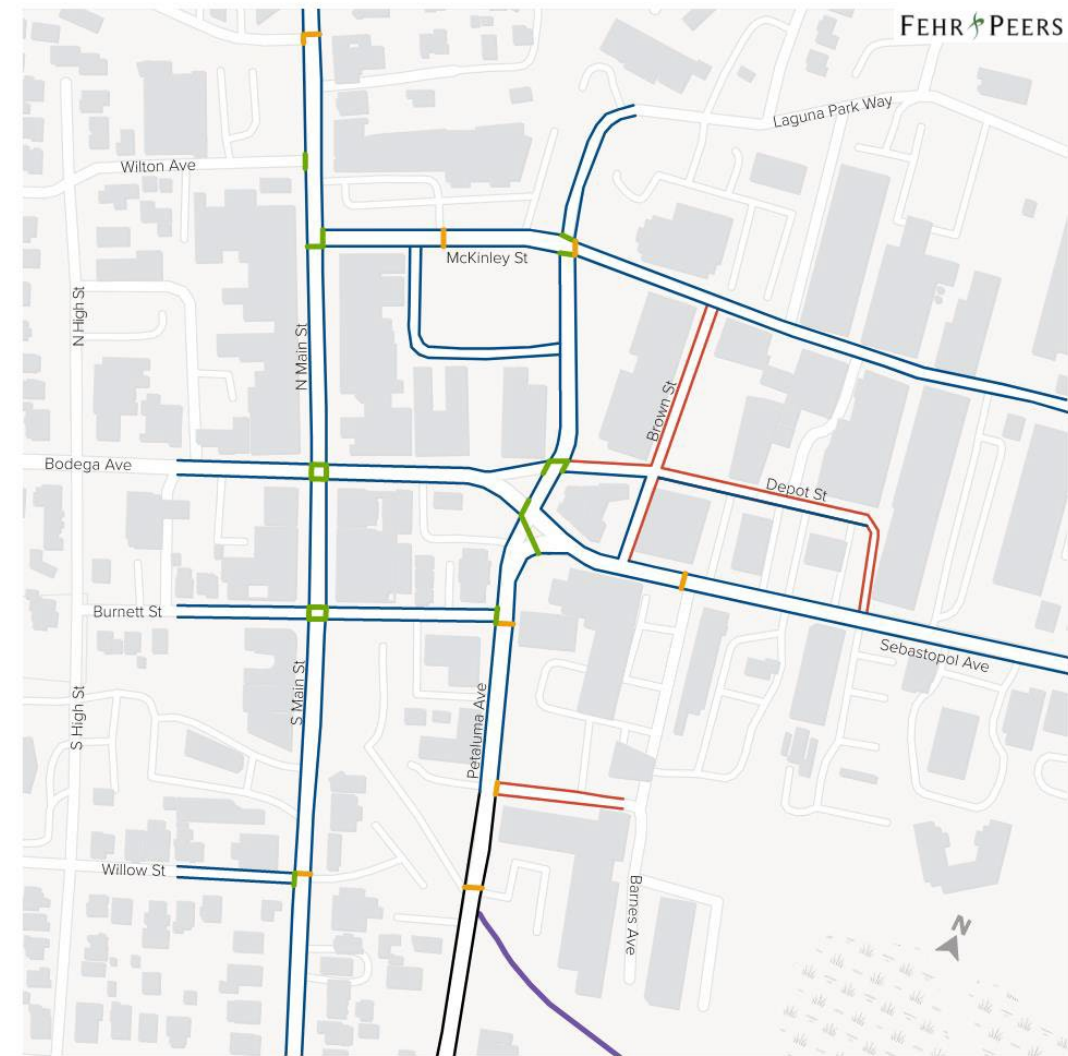 FEHR PEERS
Laguna Park Way
Wilton Ave
McKinley St
N High St
N Main St
Brown St
Bodega Ave
Depot St
Burnett St
Sebastopol Ave
S High St
S Main St
Petaluma Ave
Willow St
Barnes Ave
N